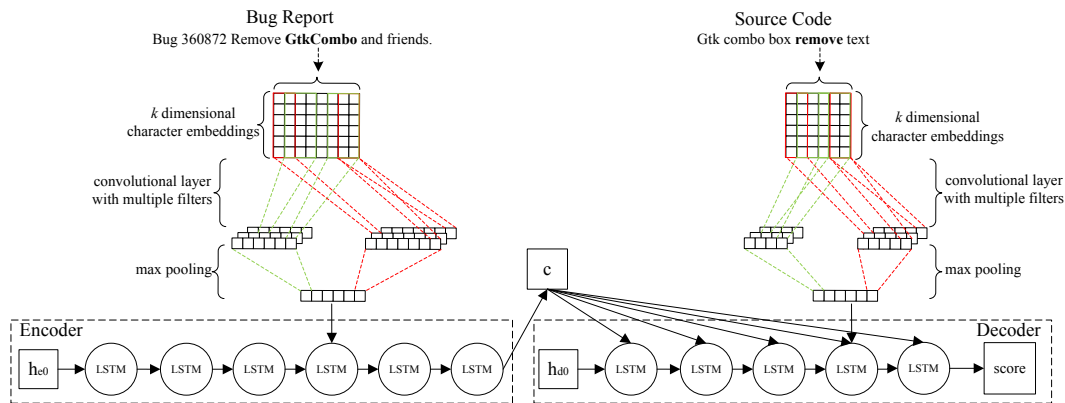 Bug Report
Bug 360872 Remove GtkCombo and friends.
k dimensional
character embeddings
convolutional layer
with multiple filters
max pooling
Encoder
he0
LSTM
LSTM
LSTM
LSTM
LSTM
LSTM
c
Source Code
Gtk combo box remove text
k dimensional
character embeddings
convolutional layer
with multiple filters
max pooling
Decoder
hd0
LSTM
LSTM
LSTM
LSTM
LSTM
score